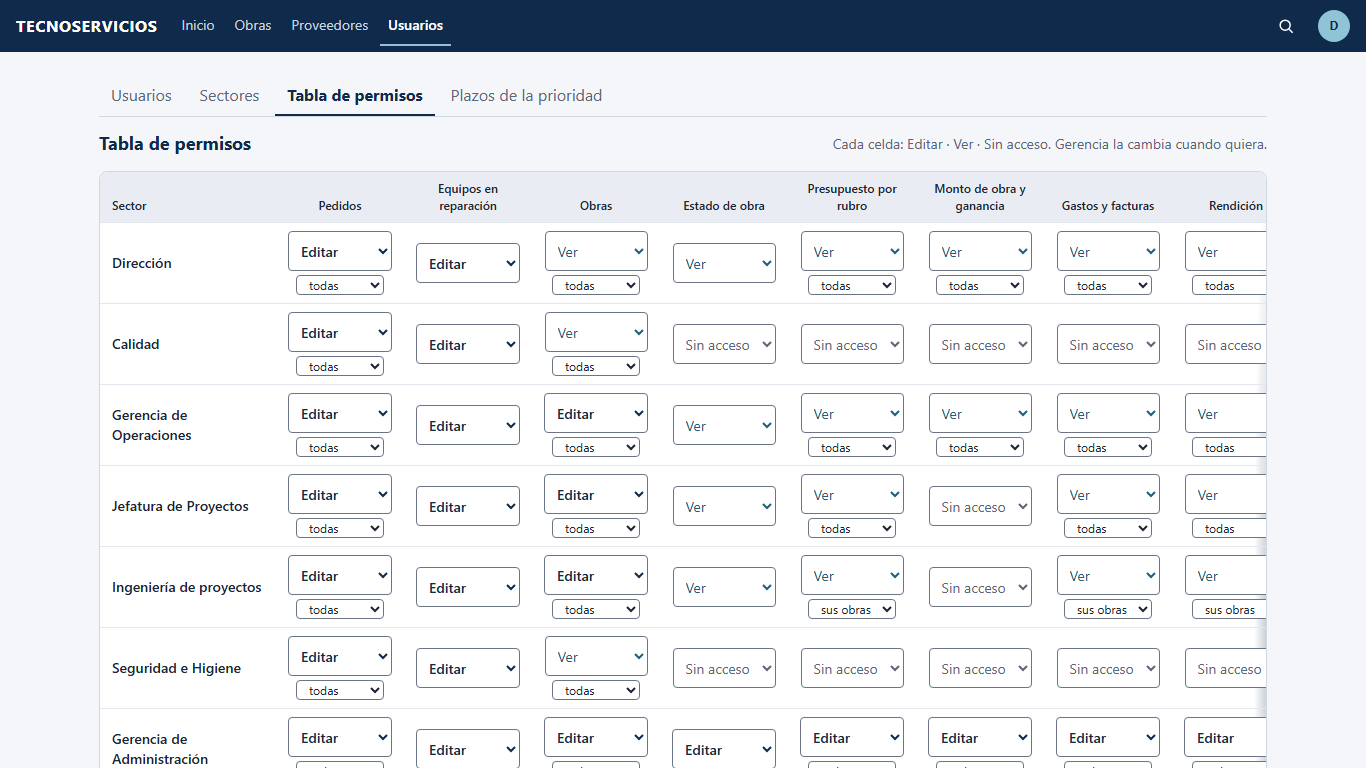 TECNOSERVICIOS Inicio Obras Proveedores Usuarios D
Usuarios Sectores Tabla de permisos Plazos de la prioridad
Tabla de permisos Cada celda: Editar · Ver · Sin acceso. Gerencia la cambia cuando quiera.
Sector Pedidos Equipos en reparación Obras Estado de obra Presupuesto por rubro Monto de obra y ganancia Gastos y facturas Rendición
Dirección Editar Editar Ver Ver Ver Ver Ver Ver
todas todas todas todas todas todas
Calidad Editar Editar Ver Sin acceso Sin acceso Sin acceso Sin acceso Sin acceso
todas todas
Gerencia de Operaciones Editar Editar Editar Ver Ver Ver Ver Ver
todas todas todas todas todas todas
Jefatura de Proyectos Editar Editar Editar Ver Ver Sin acceso Ver Ver
todas todas todas todas todas
Ingeniería de proyectos Editar Editar Editar Ver Ver Sin acceso Ver Ver
todas todas sus obras sus obras sus obras
Seguridad e Higiene Editar Editar Ver Sin acceso Sin acceso Sin acceso Sin acceso Sin acceso
todas todas
Gerencia de Administración Editar Editar Editar Editar Editar Editar Editar Editar